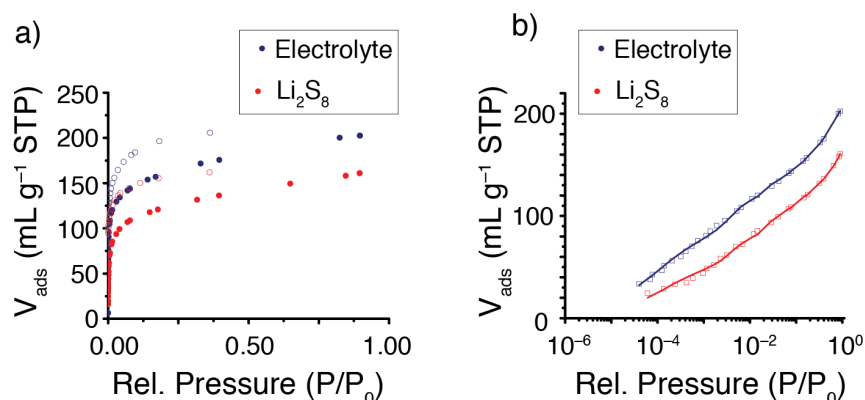 a)
Electrolyte
Li₂S₈
V_ads (mL g⁻¹ STP)
250
200
150
100
50
0
0.00 0.50 1.00
Rel. Pressure (P/P₀)
b)
Electrolyte
Li₂S₈
V_ads (mL g⁻¹ STP)
200
100
0
10⁻⁶ 10⁻⁴ 10⁻² 10⁰
Rel. Pressure (P/P₀)